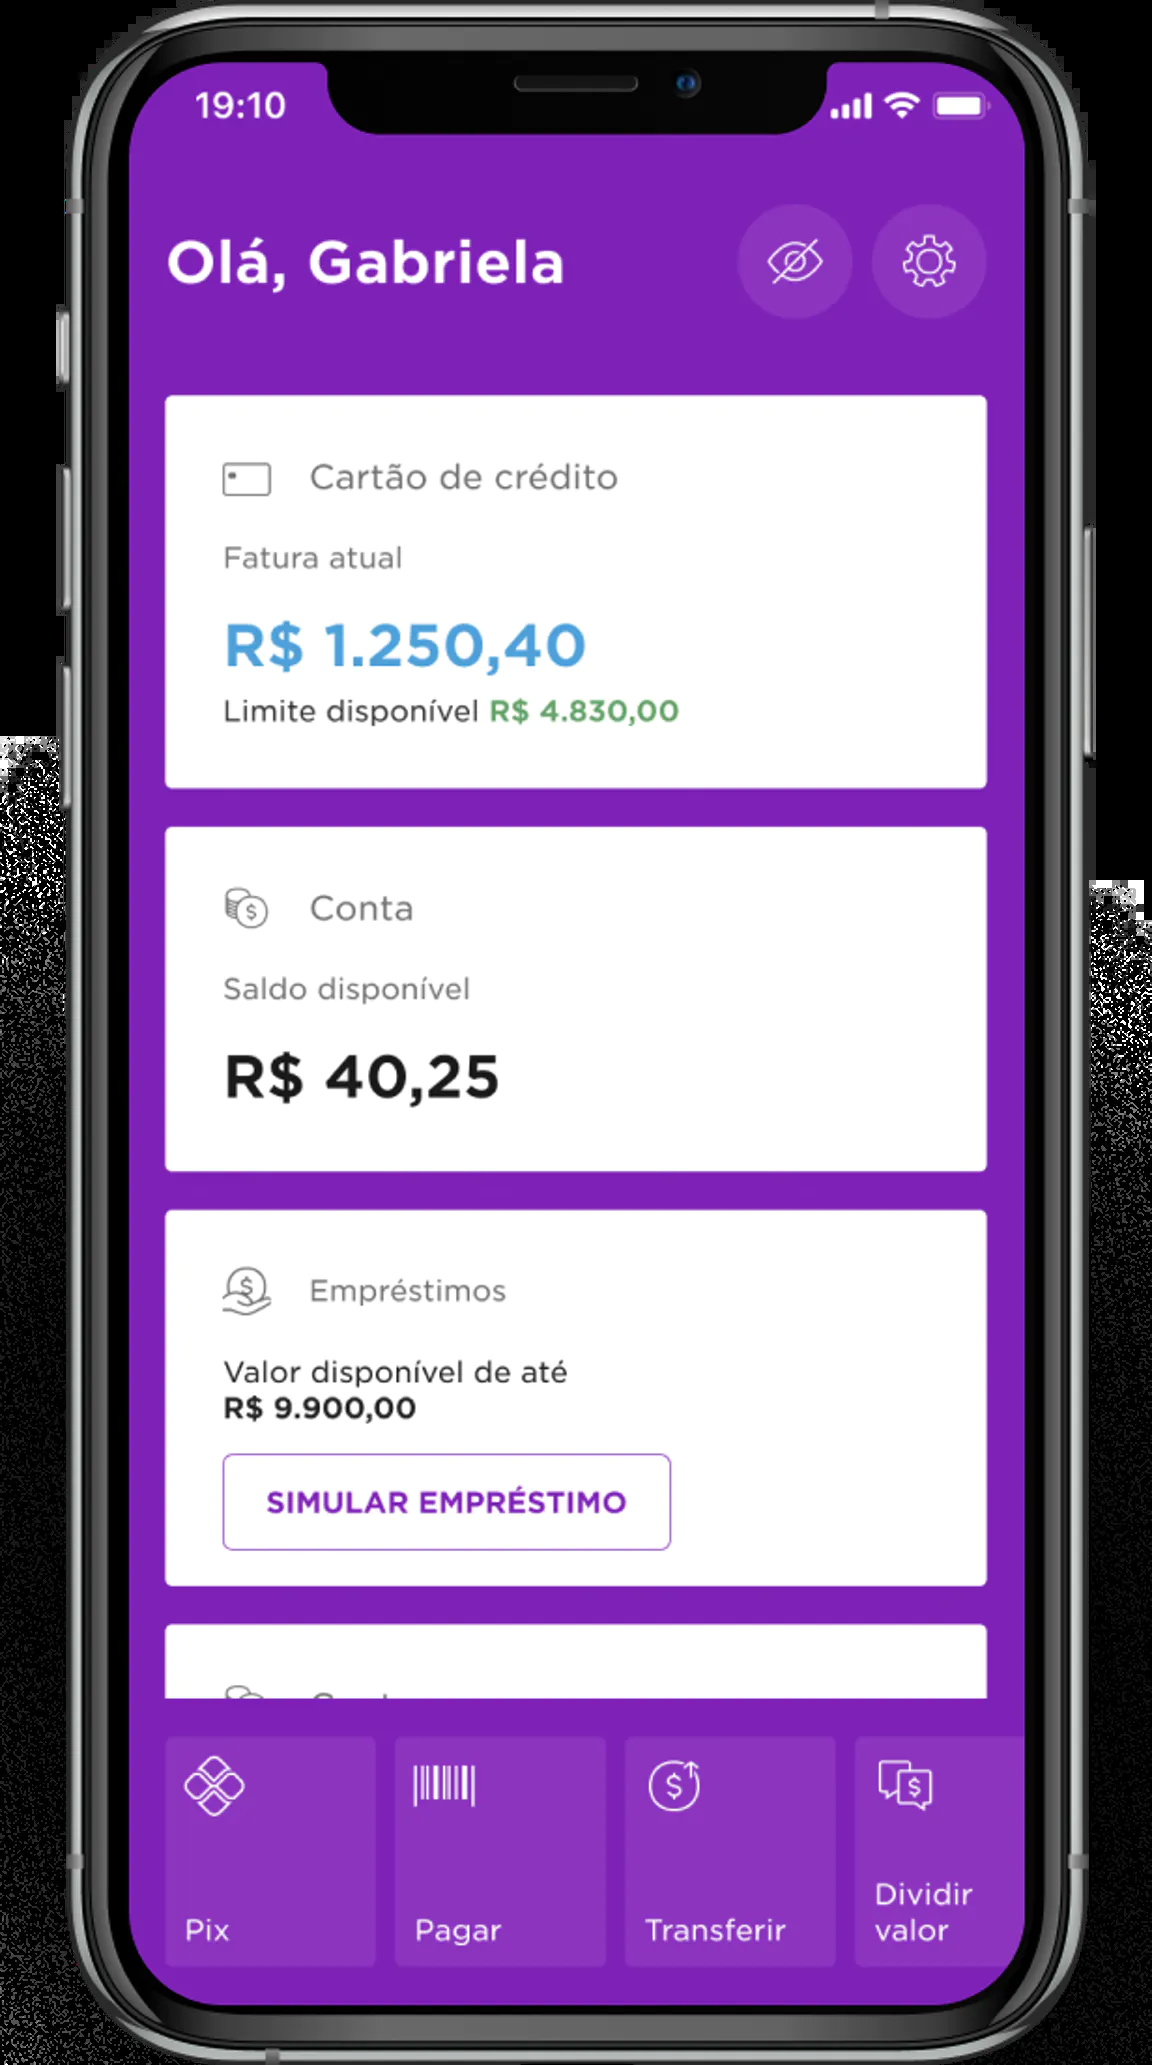 19:10
Olá, Gabriela
Cartão de crédito
Fatura atual
R$ 1.250,40
Limite disponível R$ 4.830,00
Conta
Saldo disponível
R$ 40,25
Empréstimos
Valor disponível de até
R$ 9.900,00
SIMULAR EMPRÉSTIMO
Pix
Pagar
Transferir
Dividir
valor